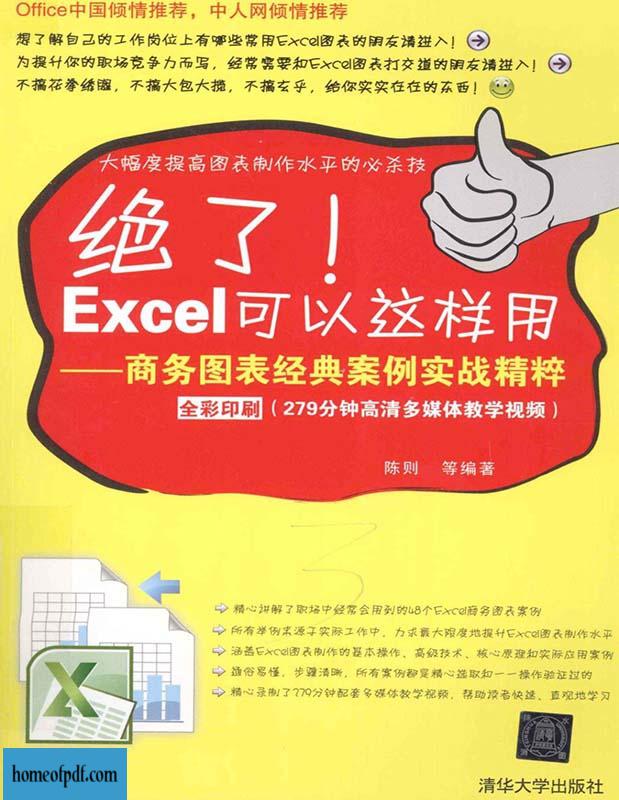 Office中国倾情推荐，中人网倾情推荐
想了解自己的工作岗位上有哪些常用Excel图表的朋友请进入！
为提升你的职场竞争力而写，经常需要和Excel图表打交道的朋友请进入！
不搞花拳绣腿，不搞大包大揽，不搞玄乎，给你实实在在的东西！
大幅度提高图表制作水平的必杀技
绝了！
Excel可以这样用
——商务图表经典案例实战精粹
全彩印刷（279分钟高清多媒体教学视频）
陈则 等编著
3
精心讲解了职场中经常会用到的48个Excel商务图表案例
所有举例来源于实际工作中，力求最大限度地提升Excel图表制作水平
涵盖Excel图表制作的基本操作、高级技术、核心原理和实际应用案例
通俗易懂，步骤清晰，所有案例都是精心选取和一一操作验证过的
精心录制了279分钟配套多媒体教学视频，帮助读者快速、直观地学习
homeofpdf.com
清华大学出版社